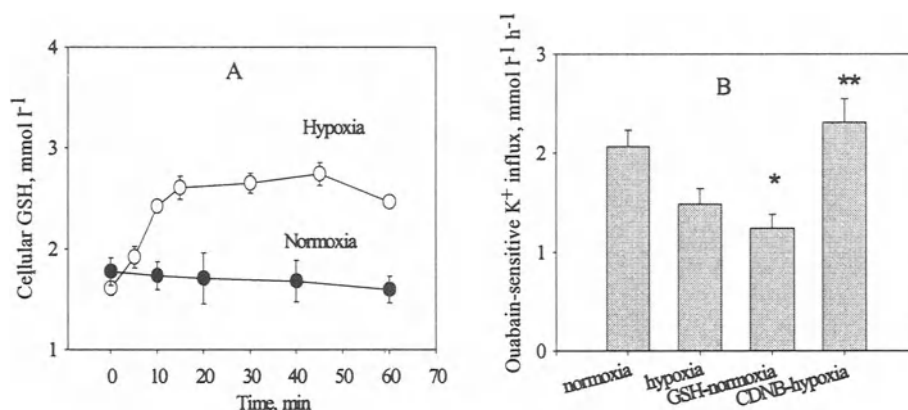 A
Hypoxia
Normoxia
Cellular GSH, mmol l⁻¹
4
3
2
1
0 10 20 30 40 50 60 70
Time, min
B
*
**
Ouabain-sensitive K⁺ influx, mmol l⁻¹ h⁻¹
3
2
1
0
normoxia
hypoxia
GSH-normoxia
CDNB-hypoxia